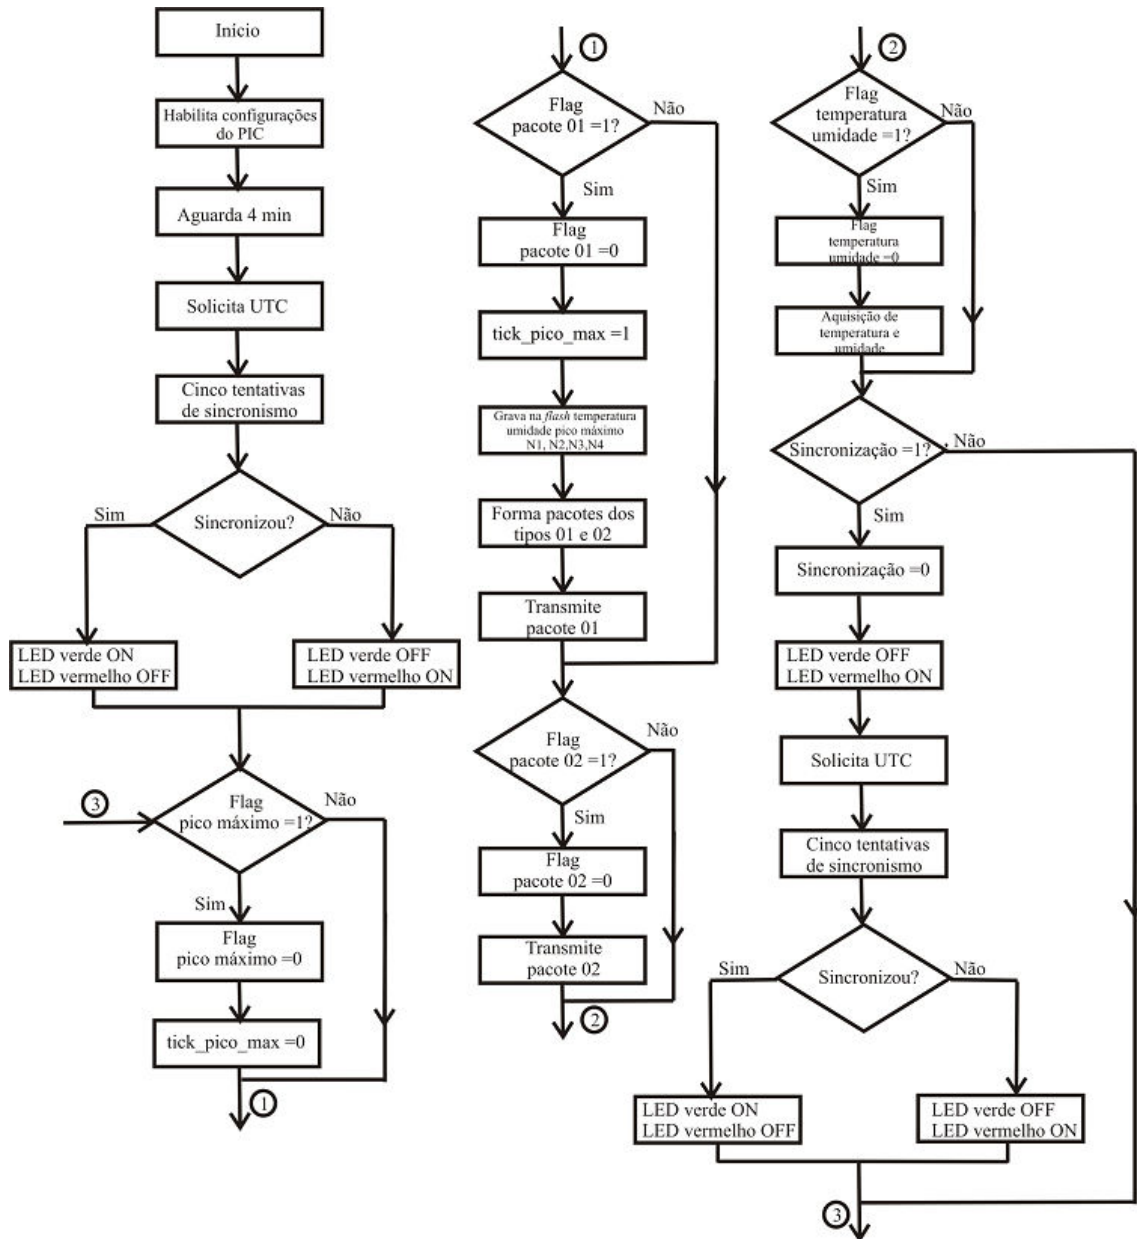 Início
Habilita configurações
do PIC
Aguarda 4 min
Solicita UTC
Cinco tentativas
de sincronismo
Sincronizou?
Sim
Não
LED verde ON
LED vermelho OFF
LED verde OFF
LED vermelho ON
3
Flag
pico máximo =1?
Não
Sim
Flag
pico máximo =0
tick_pico_max =0
1
1
Flag
pacote 01 =1?
Não
Sim
Flag
pacote 01 =0
tick_pico_max =1
Grava na flash temperatura
umidade pico máximo
N1, N2,N3,N4
Forma pacotes dos
tipos 01 e 02
Transmite
pacote 01
Flag
pacote 02 =1?
Não
Sim
Flag
pacote 02 =0
Transmite
pacote 02
2
2
Flag
temperatura
umidade =1?
Não
Sim
Flag
temperatura
umidade =0
Aquisição de
temperatura e
umidade
Sincronização =1?
Não
Sim
Sincronização =0
LED verde OFF
LED vermelho ON
Solicita UTC
Cinco tentativas
de sincronismo
Sincronizou?
Sim
Não
LED verde ON
LED vermelho OFF
LED verde OFF
LED vermelho ON
3